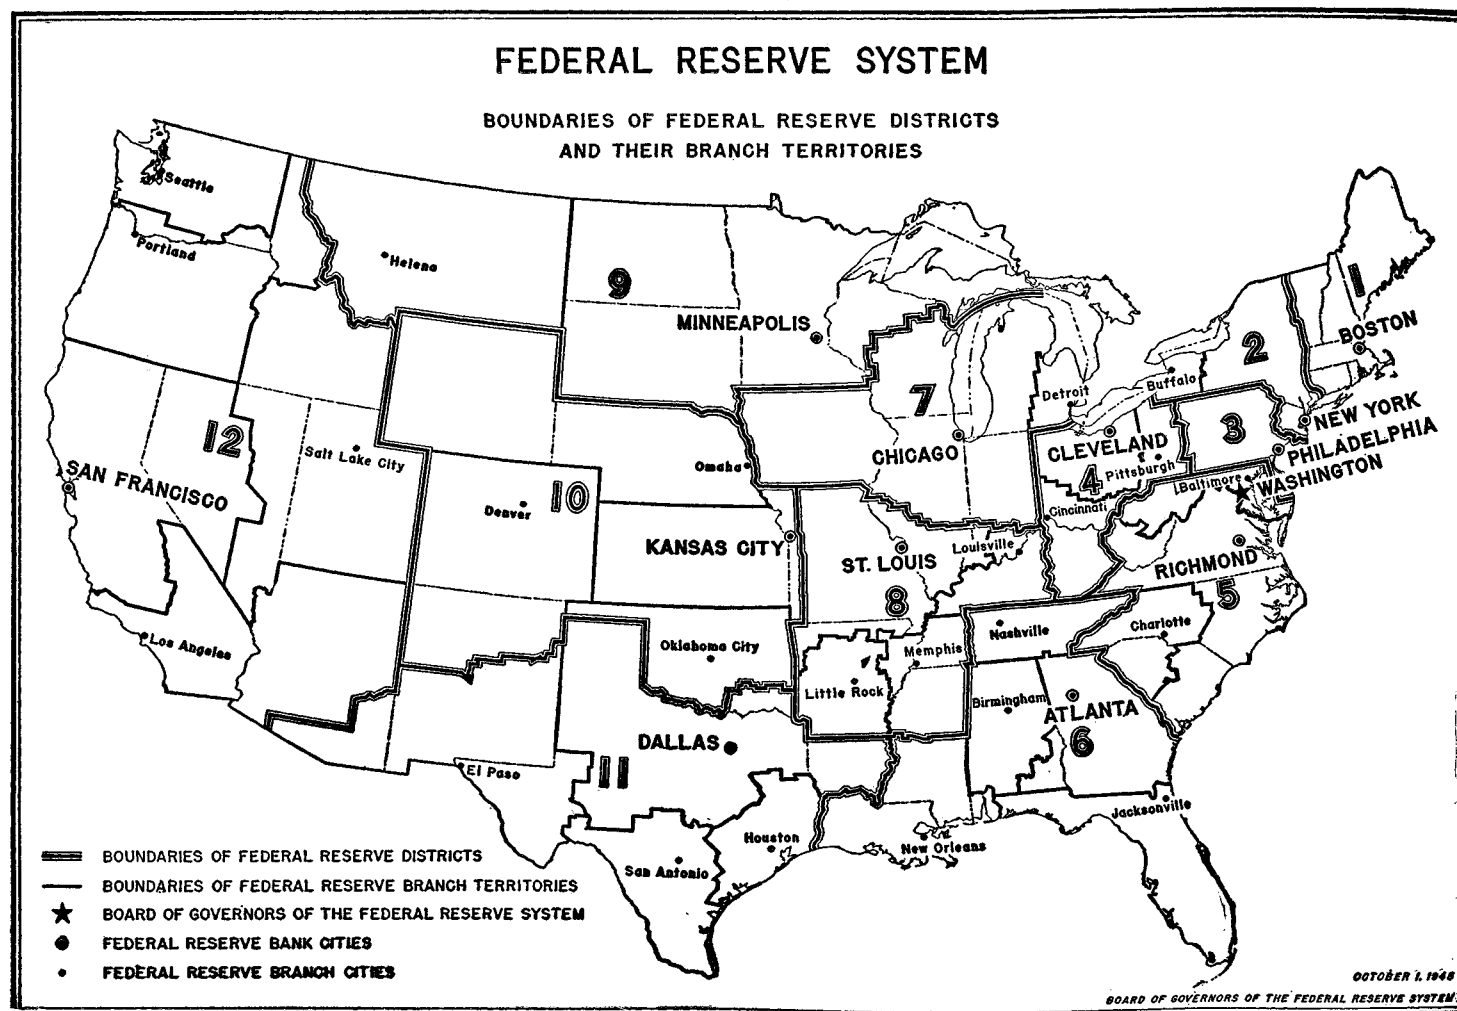 FEDERAL RESERVE SYSTEM
BOUNDARIES OF FEDERAL RESERVE DISTRICTS
AND THEIR BRANCH TERRITORIES
Seattle
Portland
Helena
9
MINNEAPOLIS
1
BOSTON
2
Buffalo
Detroit
7
CHICAGO
NEW YORK
3
PHILADELPHIA
CLEVELAND
4
Pittsburgh
WASHINGTON
Baltimore
Cincinnati
12
Salt Lake City
SAN FRANCISCO
Omaha
10
Denver
KANSAS CITY
ST. LOUIS
Louisville
8
RICHMOND
5
Los Angeles
Oklahoma City
Nashville
Charlotte
Memphis
Little Rock
Birmingham
ATLANTA
6
DALLAS
11
El Paso
Jacksonville
Houston
New Orleans
San Antonio
BOUNDARIES OF FEDERAL RESERVE DISTRICTS
BOUNDARIES OF FEDERAL RESERVE BRANCH TERRITORIES
BOARD OF GOVERNORS OF THE FEDERAL RESERVE SYSTEM
FEDERAL RESERVE BANK CITIES
FEDERAL RESERVE BRANCH CITIES
OCTOBER 1,
BOARD OF GOVERNORS OF THE FEDERAL RESERVE SYSTEM